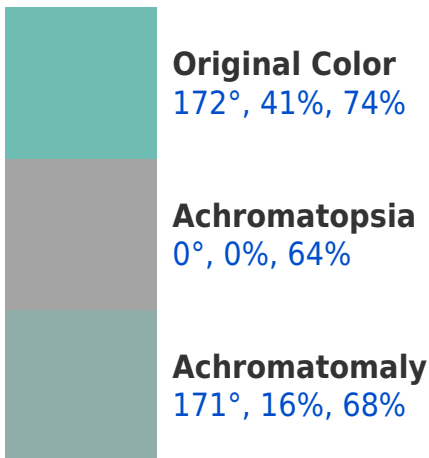 Original Color
172°, 41%, 74%
Achromatopsia
0°, 0%, 64%
Achromatomaly
171°, 16%, 68%